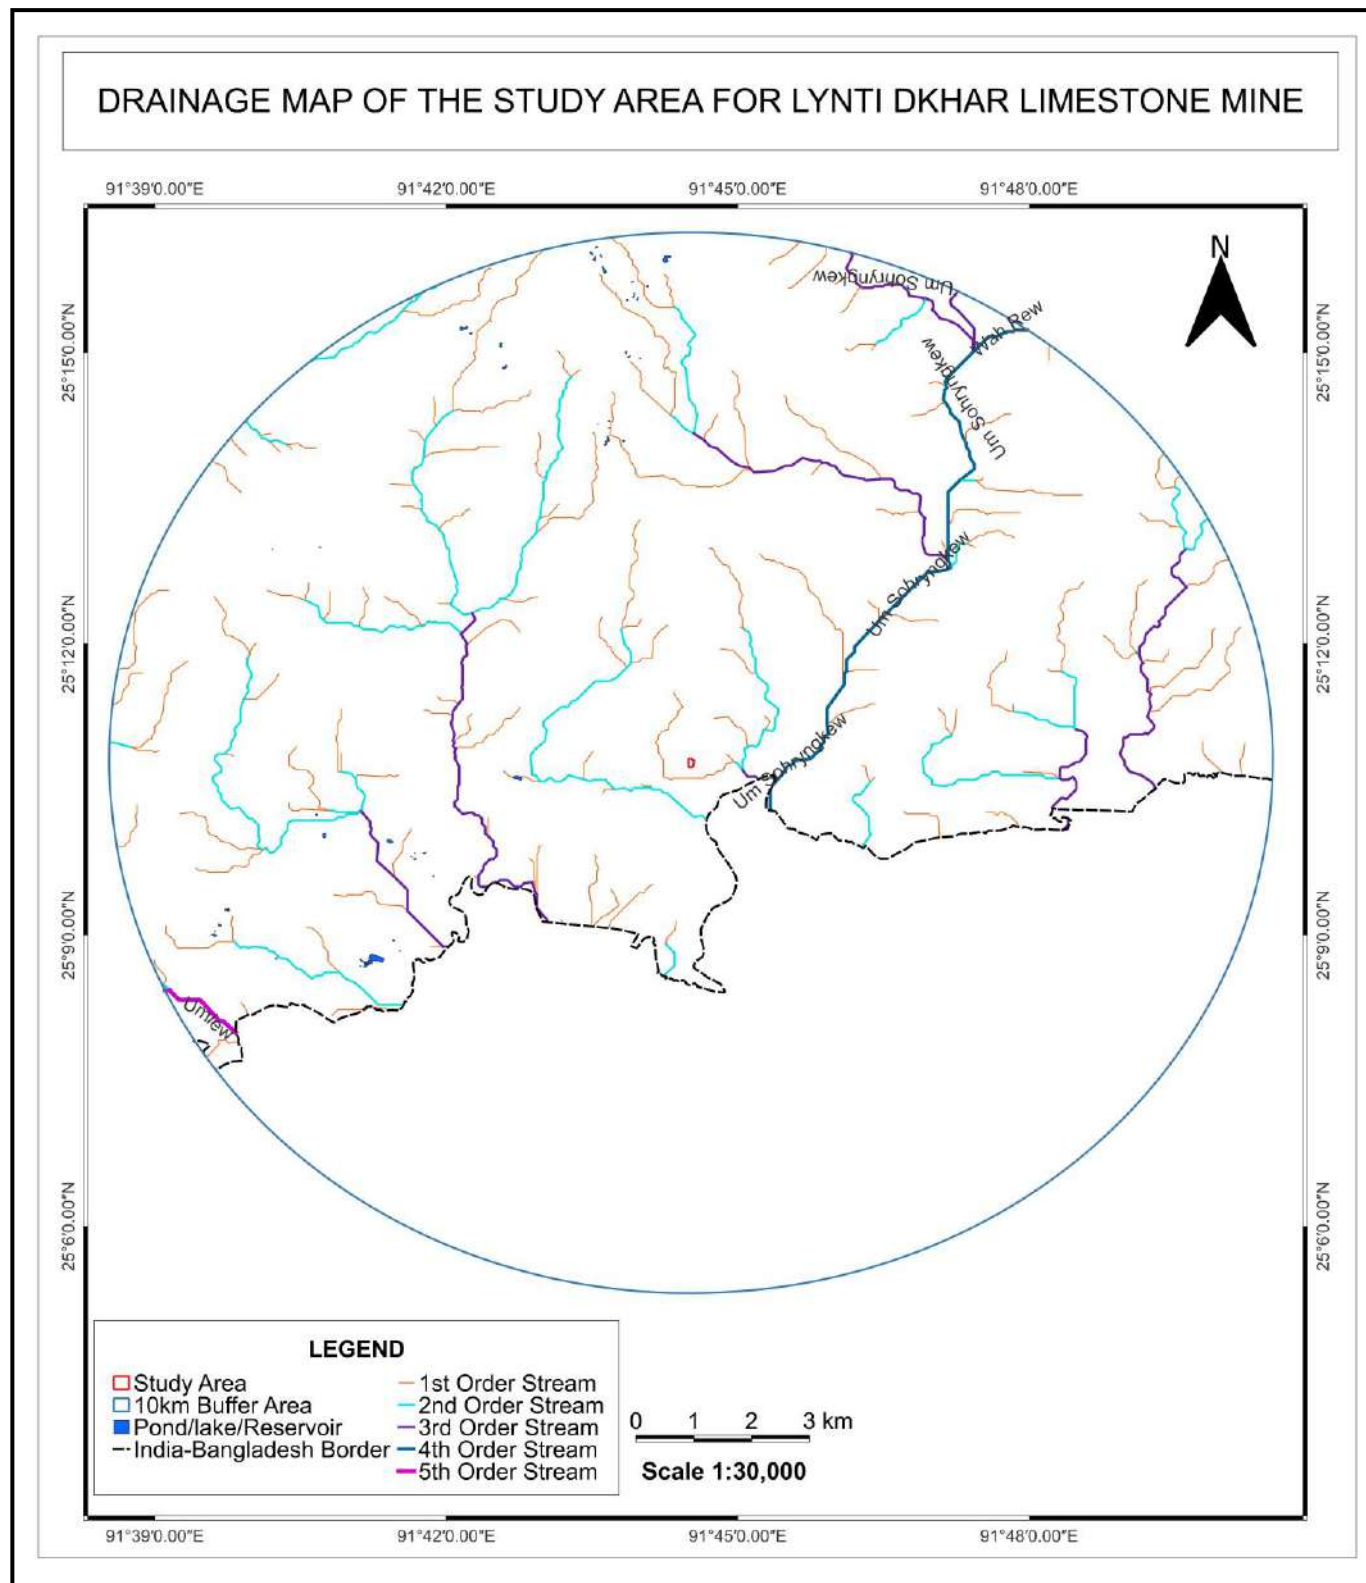 DRAINAGE MAP OF THE STUDY AREA FOR LYNTI DKHAR LIMESTONE MINE
91°39'0.00"E 91°42'0.00"E 91°45'0.00"E 91°48'0.00"E
N
Um Sohryngkew
Wah Rew
25°15'0.00"N 25°15'0.00"N
Um Sohryngkew
Um Sohryngkew
25°12'0.00"N 25°12'0.00"N
Um Sohryngkew
25°9'0.00"N 25°9'0.00"N
Umiew
25°6'0.00"N 25°6'0.00"N
LEGEND
Study Area
10km Buffer Area
Pond/lake/Reservoir
India-Bangladesh Border
1st Order Stream
2nd Order Stream
3rd Order Stream
4th Order Stream
5th Order Stream
0 1 2 3 km
Scale 1:30,000
91°39'0.00"E 91°42'0.00"E 91°45'0.00"E 91°48'0.00"E